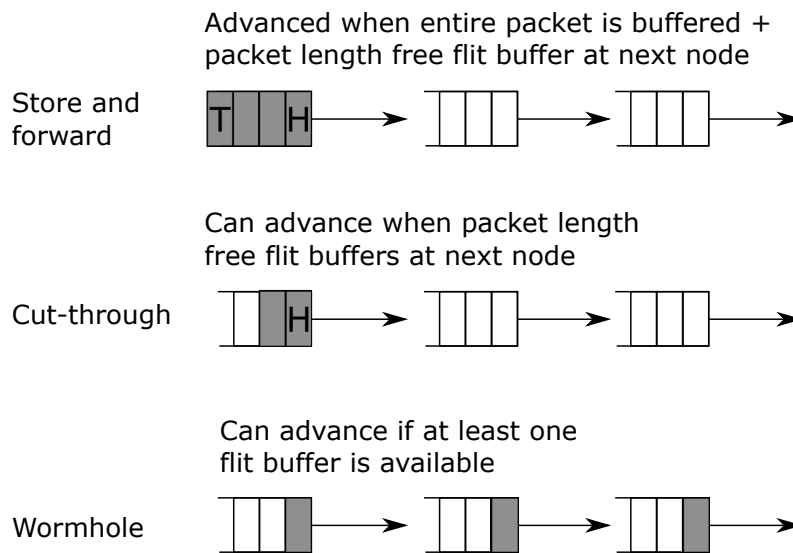 Advanced when entire packet is buffered +
packet length free flit buffer at next node
Store and
forward
T H
Can advance when packet length
free flit buffers at next node
Cut-through
H
Can advance if at least one
flit buffer is available
Wormhole